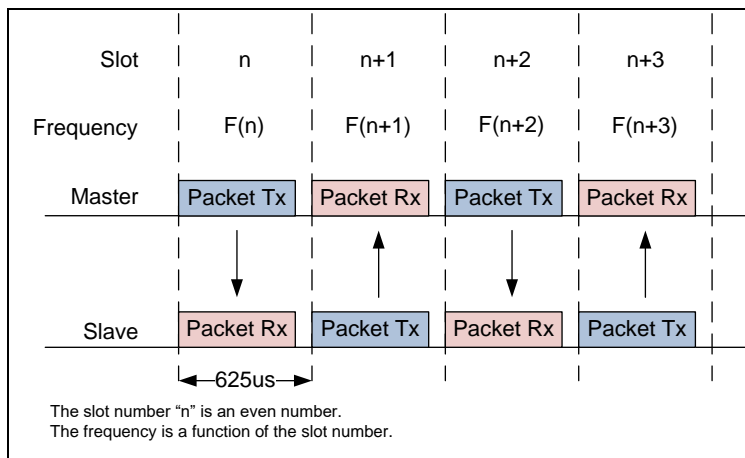 Slot n n+1 n+2 n+3
Frequency F(n) F(n+1) F(n+2) F(n+3)
Master Packet Tx Packet Rx Packet Tx Packet Rx
Slave Packet Rx Packet Tx Packet Rx Packet Tx
625us
The slot number “n” is an even number.
The frequency is a function of the slot number.